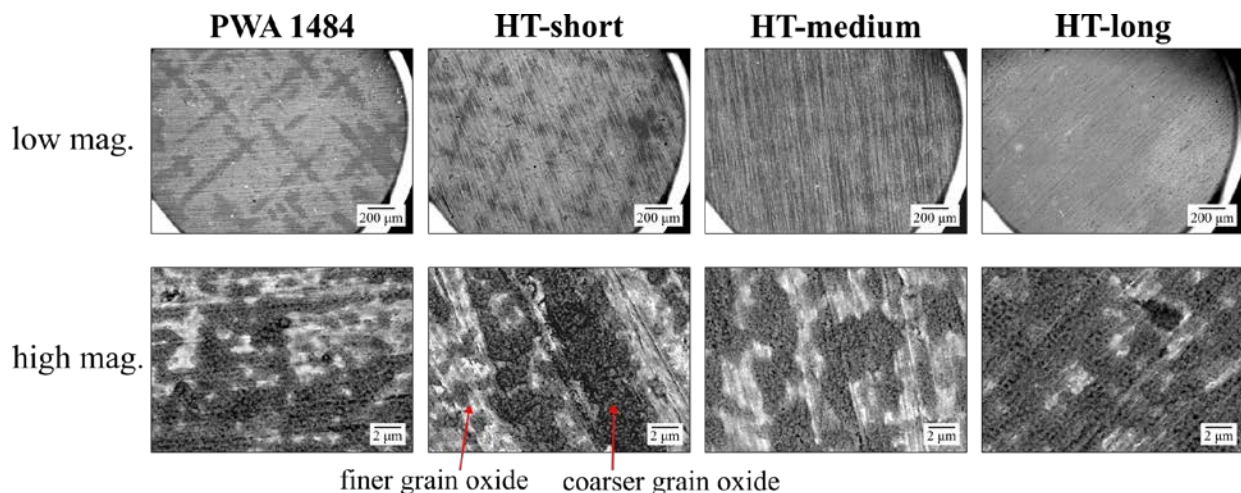 PWA 1484 HT-short HT-medium HT-long
low mag.
200 µm 200 µm 200 µm 200 µm
high mag.
2 µm 2 µm 2 µm 2 µm
finer grain oxide coarser grain oxide